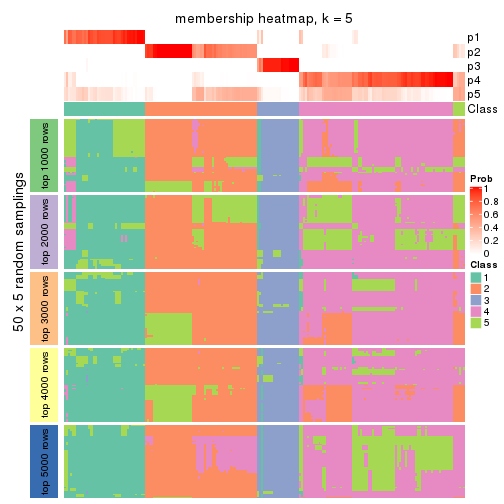 membership heatmap, k = 5
p1
p2
p3
p4
p5
Class
50 x 5 random samplings
top 1000 rows
top 2000 rows
top 3000 rows
top 4000 rows
top 5000 rows
Prob
1
0.8
0.6
0.4
0.2
0
Class
1
2
3
4
5